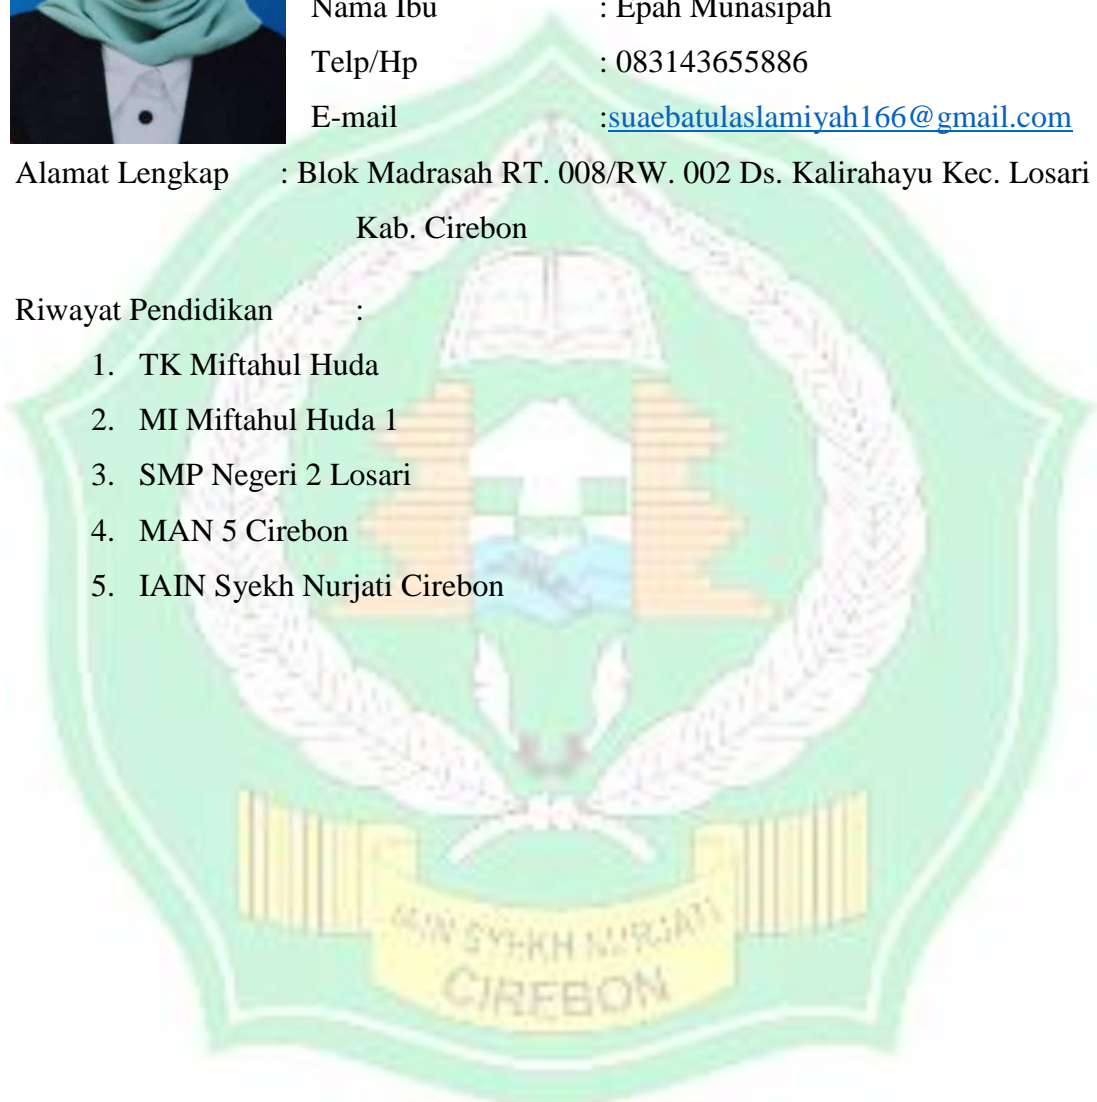 Nama Ibu : Epah Munasipah
Telp/Hp : 083143655886
E-mail :suaebatulaslamiyah166@gmail.com
Alamat Lengkap : Blok Madrasah RT. 008/RW. 002 Ds. Kalirahayu Kec. Losari
Kab. Cirebon
Riwayat Pendidikan :
1. TK Miftahul Huda
2. MI Miftahul Huda 1
3. SMP Negeri 2 Losari
4. MAN 5 Cirebon
5. IAIN Syekh Nurjati Cirebon
IAIN SYEKH NURJATI
CIREBON